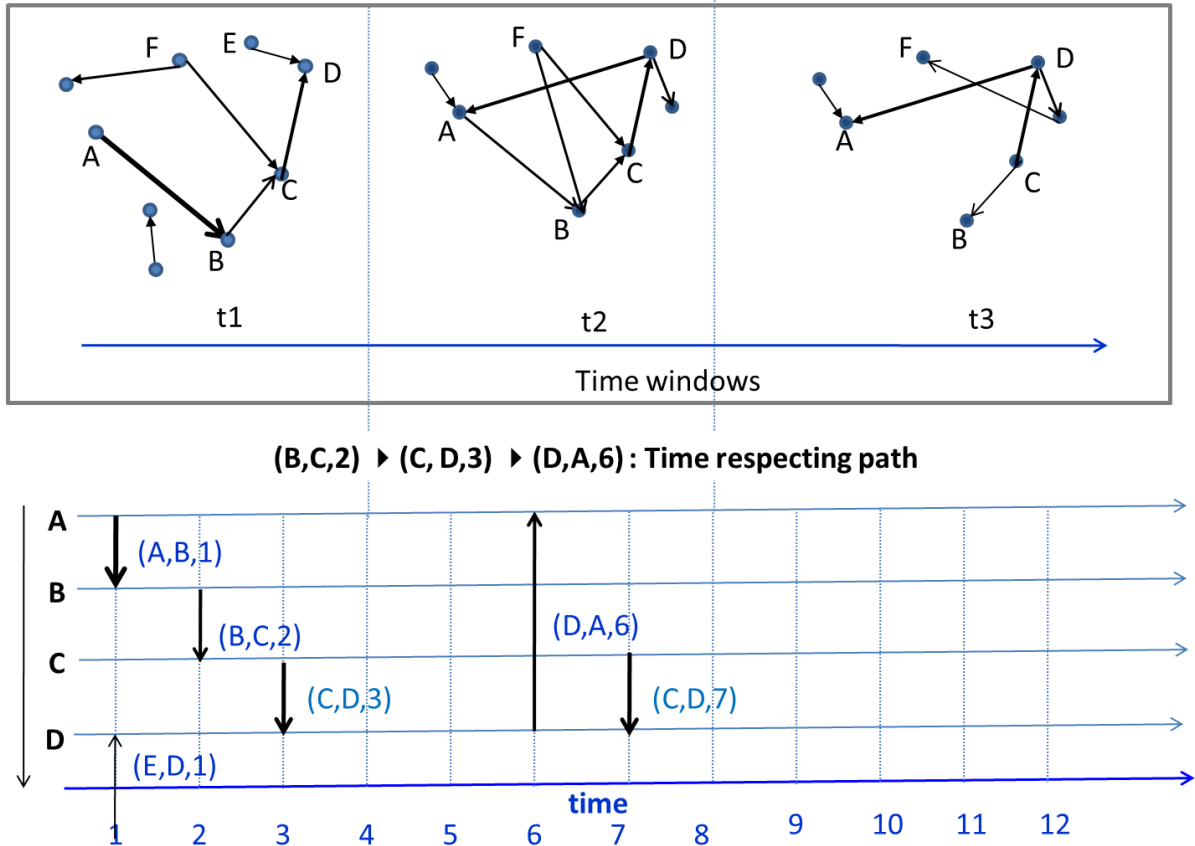 F
E
D
A
C
B
t1
F
D
A
C
B
t2
F
D
A
C
B
t3
Time windows
(B,C,2) ▶ (C, D,3) ▶ (D,A,6) : Time respecting path
A
(A,B,1)
B
(B,C,2)
(D,A,6)
C
(C,D,3)
(C,D,7)
D
(E,D,1)
time
1 2 3 4 5 6 7 8 9 10 11 12